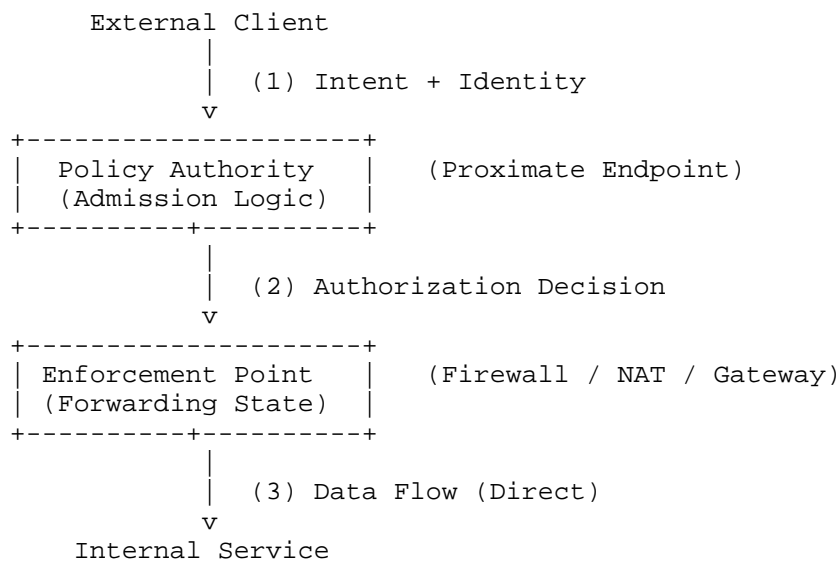 External Client
|
| (1) Intent + Identity
v
+---------------------+
| Policy Authority | (Proximate Endpoint)
| (Admission Logic) |
+----------+----------+
|
| (2) Authorization Decision
v
+---------------------+
| Enforcement Point | (Firewall / NAT / Gateway)
| (Forwarding State) |
+----------+----------+
|
| (3) Data Flow (Direct)
v
Internal Service